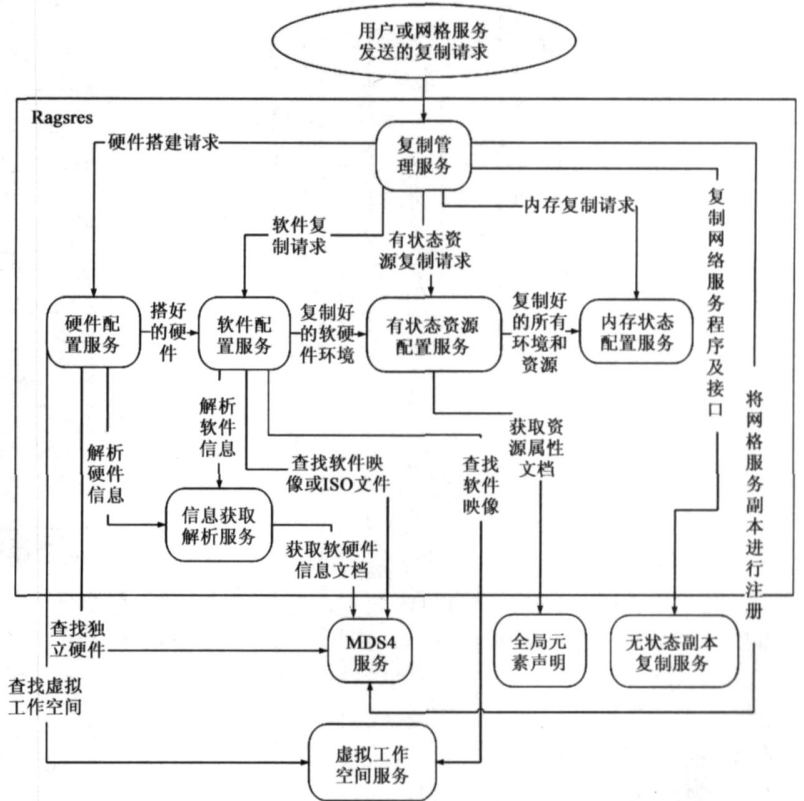 用户或网格服务
发送的复制请求
Ragsres
硬件搭建请求
复制管
理服务
软件复
制请求
有状态资
源复制请求
内存复制请求
复制网络服务程序及接口
将网格服务副本进行注册
硬件配
置服务
搭好
的硬
件
软件配
置服务
复制好
的软硬
件环境
有状态资源
配置服务
复制好
的所有
环境和
资源
内存状态
配置服务
解析
硬件
信息
解析
软件
信息
查找软件映
像或ISO文件
查找
软件
映像
获取资
源属性
文档
信息获取
解析服务
获取软硬件
信息文档
查找独
立硬件
MDS4
服务
全局元
素声明
无状态副本
复制服务
查找虚拟
工作空间
虚拟工作
空间服务